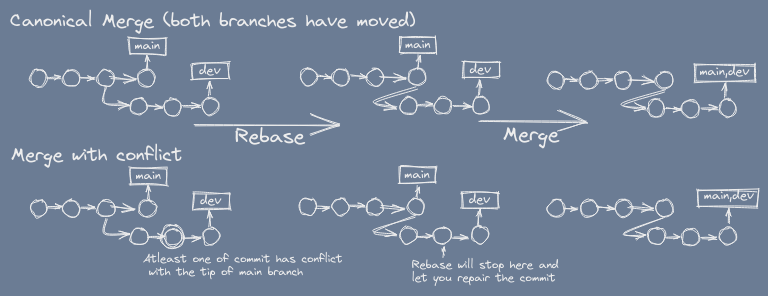 Canonical Merge (both branches have moved)
main
dev
main
dev
main,dev
Rebase
Merge
Merge with conflict
main
dev
main
dev
main,dev
Atleast one of commit has conflict
with the tip of main branch
Rebase will stop here and
let you repair the commit